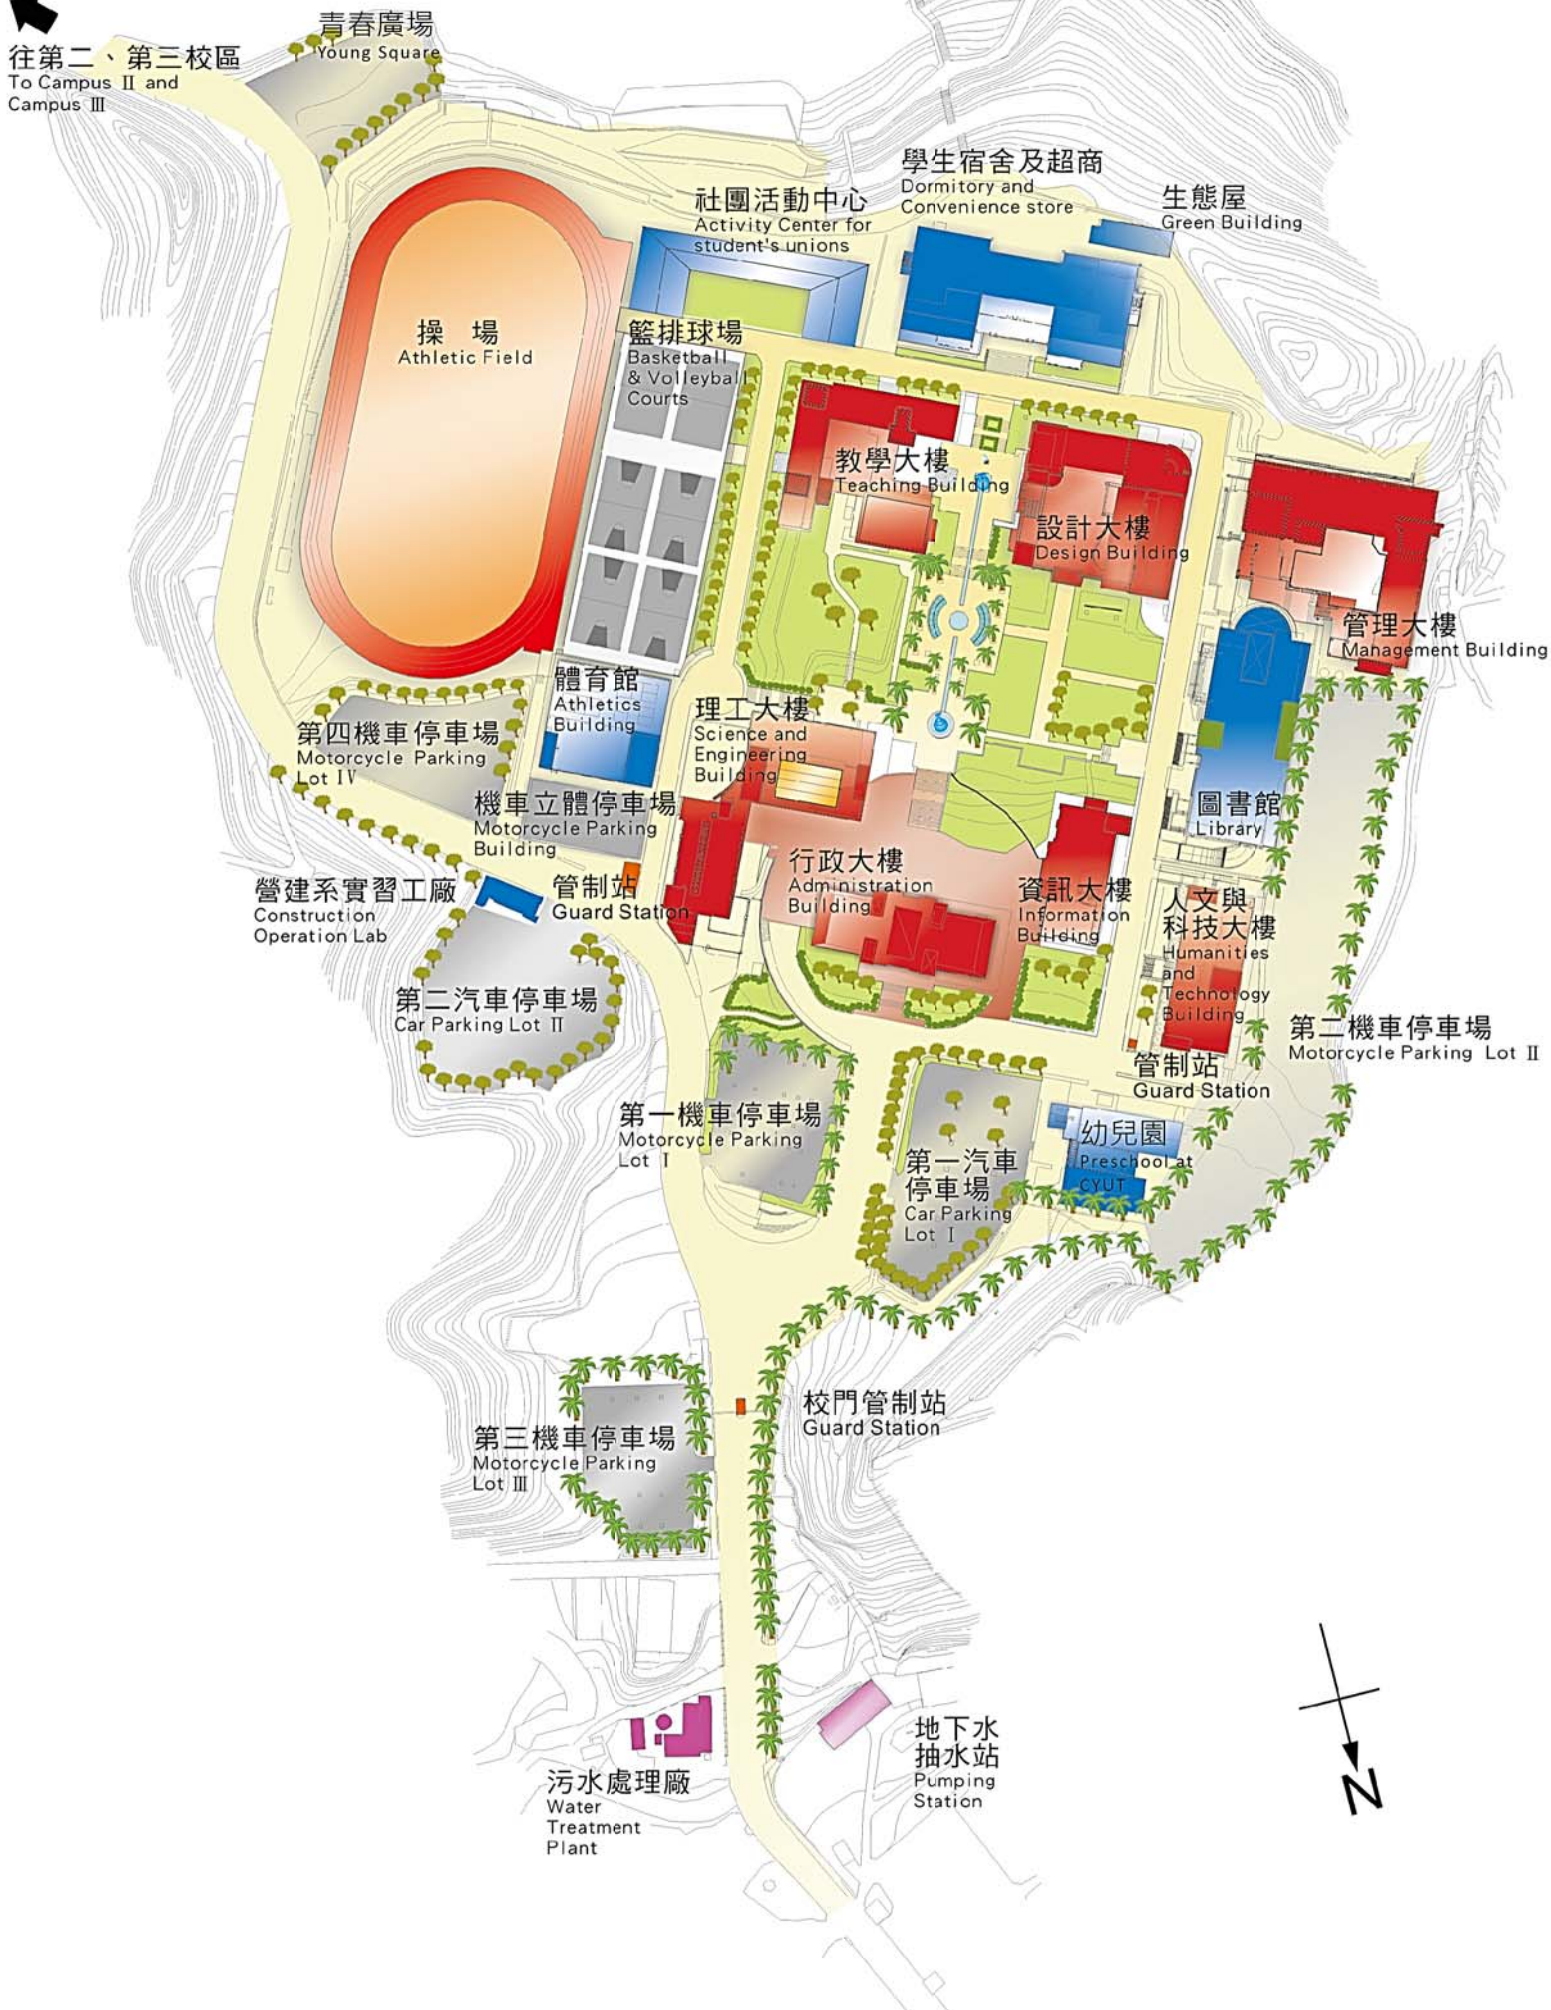 青春廣場
Young Square
往第二、第三校區
To Campus Ⅱ and
Campus Ⅲ
學生宿舍及超商
Dormitory and
Convenience store
社團活動中心
Activity Center for
student's unions
生態屋
Green Building
操 場
Athletic Field
籃排球場
Basketball
& Volleyball
Courts
教學大樓
Teaching Building
設計大樓
Design Building
管理大樓
Management Building
體育館
Athletics
Building
理工大樓
Science and
Engineering
Building
第四機車停車場
Motorcycle Parking
Lot Ⅳ
機車立體停車場
Motorcycle Parking
Building
圖書館
Library
行政大樓
Administration
Building
資訊大樓
Information
Building
營建系實習工廠
Construction
Operation Lab
管制站
Guard Station
人文與
科技大樓
Humanities
and
Technology
Building
第二汽車停車場
Car Parking Lot Ⅱ
第二機車停車場
Motorcycle Parking Lot Ⅱ
管制站
Guard Station
第一機車停車場
Motorcycle Parking
Lot Ⅰ
第一汽車
停車場
Car Parking
Lot Ⅰ
幼兒園
Preschool at
CYUT
校門管制站
Guard Station
第三機車停車場
Motorcycle Parking
Lot Ⅲ
地下水
抽水站
Pumping
Station
污水處理廠
Water
Treatment
Plant
N